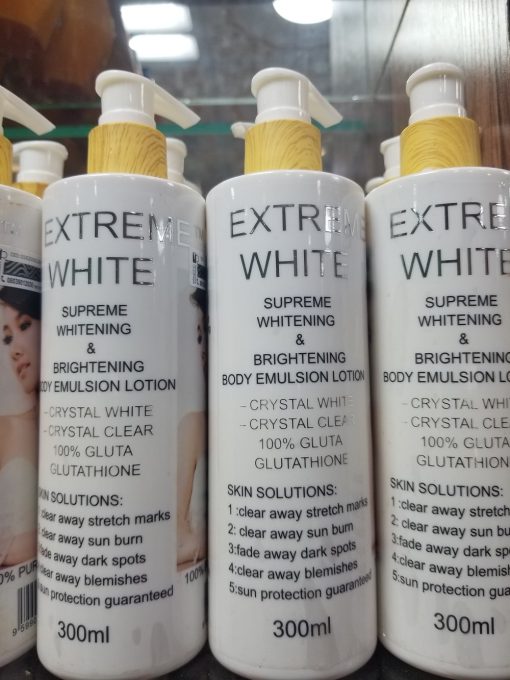 EXTREME
WHITE
SUPREME
WHITENING
&
BRIGHTENING
BODY EMULSION LOTION
- CRYSTAL WHITE
- CRYSTAL CLEAR
100% GLUTA
GLUTATHIONE
SKIN SOLUTIONS:
clear away stretch marks
clear away sun burn
fade away dark spots
clear away blemishes
sun protection guaranteed
300ml
EXTREME
WHITE
SUPREME
WHITENING
&
BRIGHTENING
BODY EMULSION LOTION
- CRYSTAL WHITE
- CRYSTAL CLEAR
100% GLUTA
GLUTATHIONE
SKIN SOLUTIONS:
1 :clear away stretch marks
2: clear away sun burn
3:fade away dark spots
4:clear away blemishes
5:sun protection guaranteed
300ml
EXTREME
WHITE
SUPREME
WHITENING
&
BRIGHTENING
BODY EMULSION LO
- CRYSTAL WHI
- CRYSTAL CLE
100% GLUTA
GLUTATHIONE
SKIN SOLUTIONS:
1 :clear away stretch
2: clear away sun bu
3:fade away dark spo
4:clear away blemish
5:sun protection gua
300ml